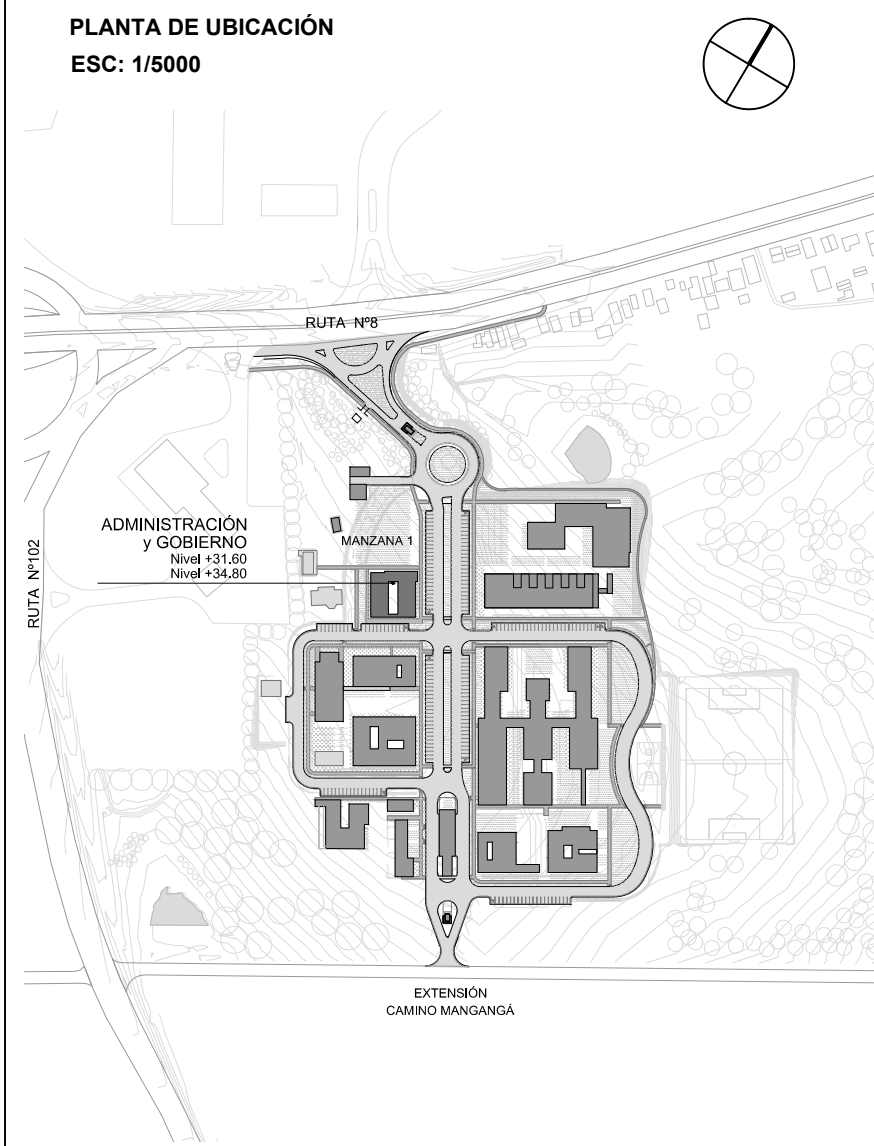 PLANTA DE UBICACIÓN
ESC: 1/5000
RUTA Nº8
ADMINISTRACIÓN
y GOBIERNO
Nivel +31.60
Nivel +34.80
MANZANA 1
RUTA Nº102
EXTENSIÓN
CAMINO MANGANGÁ